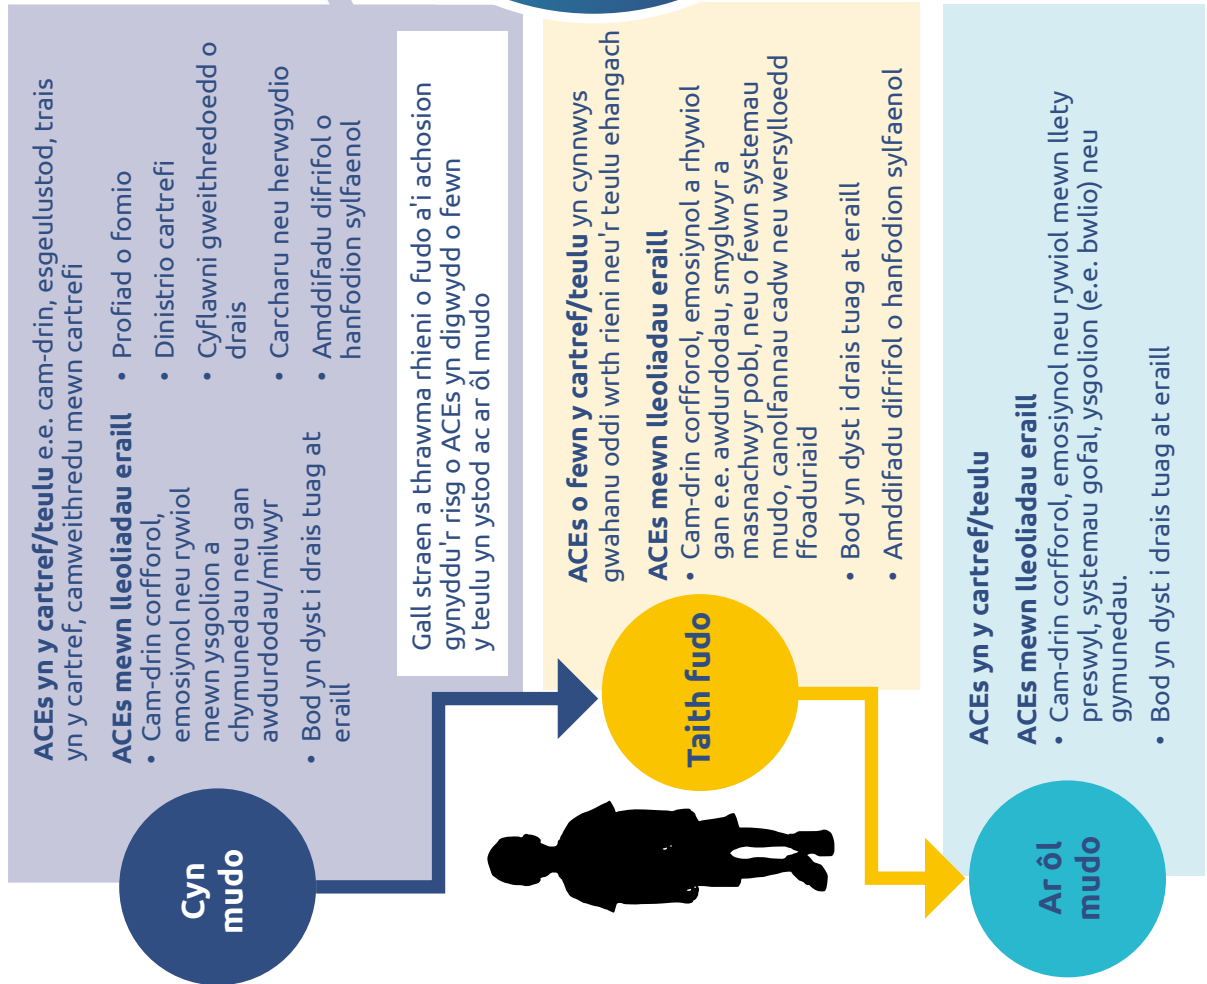 Cyn
mudo
ACEs yn y cartref/teulu e.e. cam-drin, esgeulustod, trais
yn y cartref, camweithredu mewn cartrefi
ACEs mewn lleoliadau eraill
• Cam-drin corfforol,
emosiynol neu rywiol
mewn ysgolion a
chymunedau neu gan
awdurdodau/milwyr
• Bod yn dyst i drais tuag at
eraill
• Profiad o fomio
• Dinistrio cartrefi
• Cyflawni gweithredoedd o
drais
• Carcharu neu herwgydio
• Amddifadu difrifol o
hanfodion sylfaenol
Gall straen a thrawma rhieni o fudo a'i achosion
gynyddu'r risg o ACEs yn digwydd o fewn
y teulu yn ystod ac ar ôl mudo
Taith fudo
ACEs o fewn y cartref/teulu yn cynnwys
gwahanu oddi wrth rieni neu'r teulu ehangach
ACEs mewn lleoliadau eraill
• Cam-drin corfforol, emosiynol a rhywiol
gan e.e. awdurdodau, smyglwyr a
masnachwyr pobl, neu o fewn systemau
mudo, canolfannau cadw neu wersylloedd
ffoaduriaid
• Bod yn dyst i drais tuag at eraill
• Amddifadu difrifol o hanfodion sylfaenol
Ar ôl
mudo
ACEs yn y cartref/teulu
ACEs mewn lleoliadau eraill
• Cam-drin corfforol, emosiynol neu rywiol mewn llety
preswyl, systemau gofal, ysgolion (e.e. bwlio) neu
gymunedau.
• Bod yn dyst i drais tuag at eraill